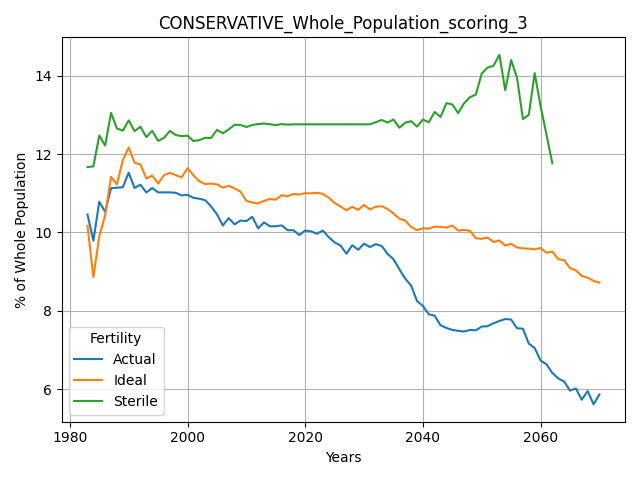 CONSERVATIVE_Whole_Population_scoring_3
% of Whole Population
14
12
10
8
6
Fertility
Actual
Ideal
Sterile
1980
2000
2020
2040
2060
Years